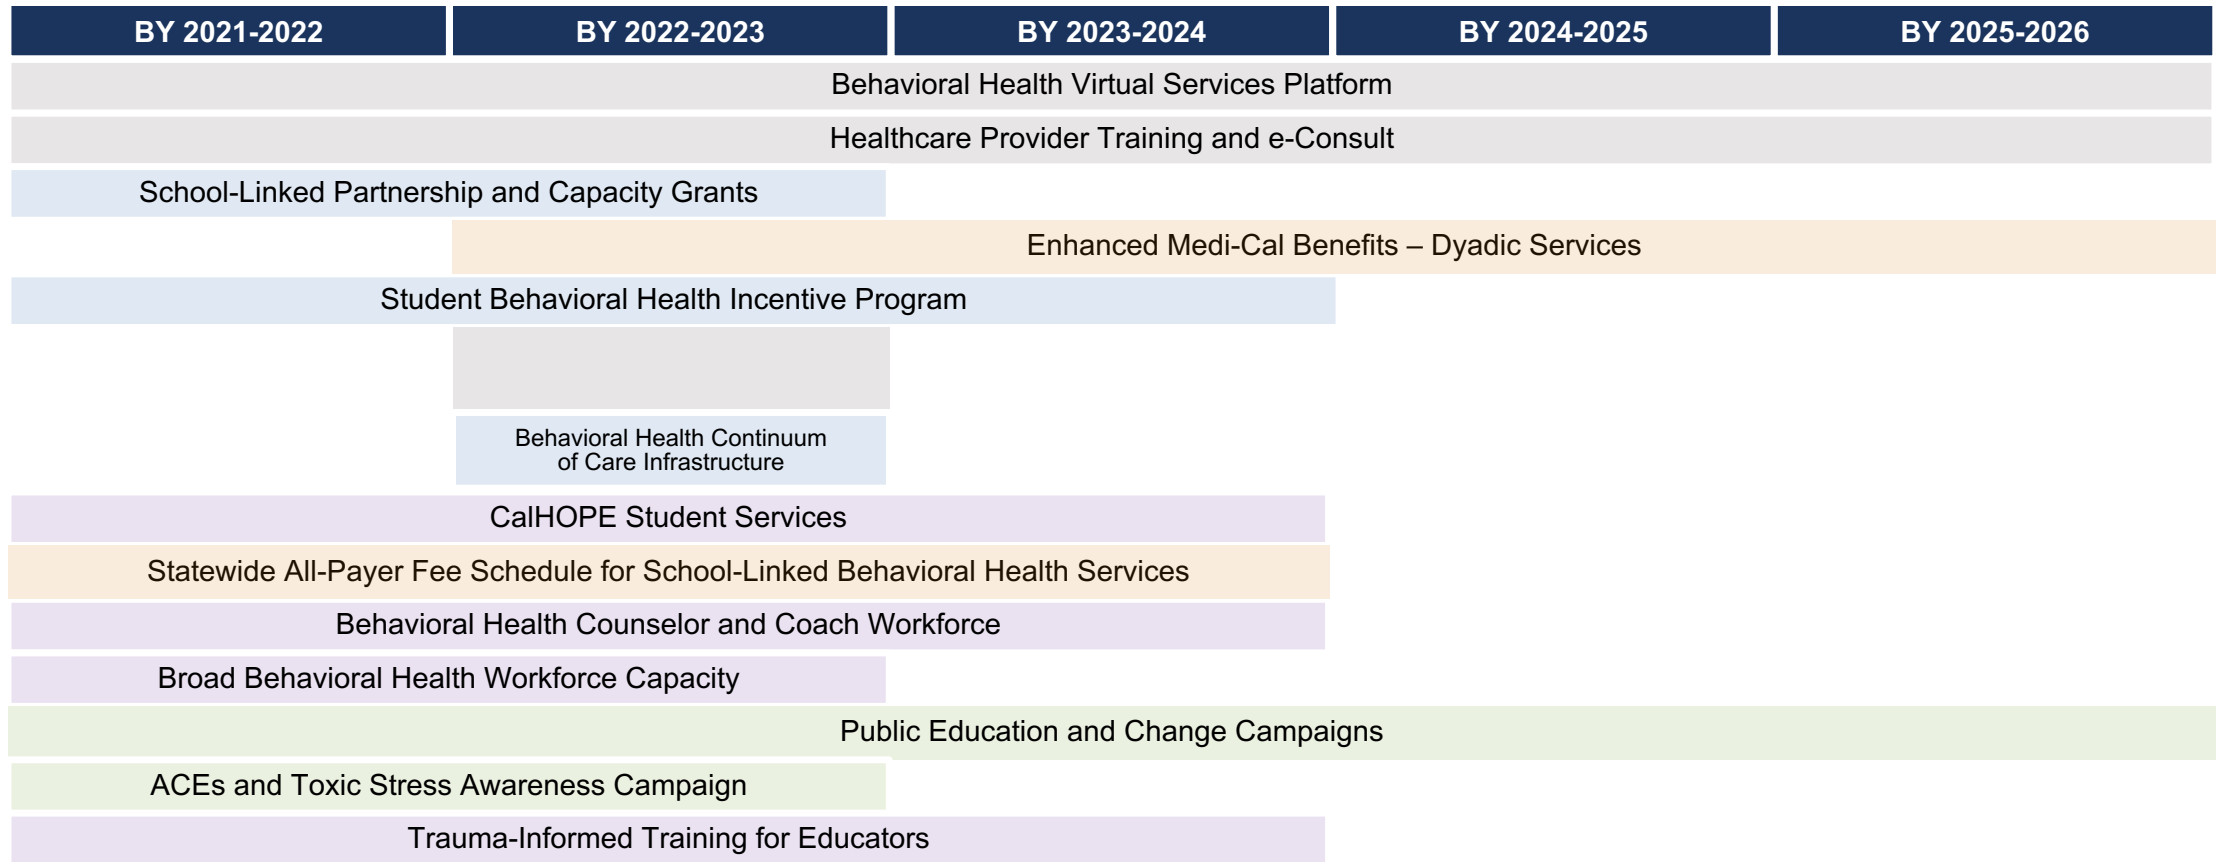 BY 2021-2022 BY 2022-2023 BY 2023-2024 BY 2024-2025 BY 2025-2026
Behavioral Health Virtual Services Platform
Healthcare Provider Training and e-Consult
School-Linked Partnership and Capacity Grants
Enhanced Medi-Cal Benefits – Dyadic Services
Student Behavioral Health Incentive Program
Behavioral Health Continuum
of Care Infrastructure
CalHOPE Student Services
Statewide All-Payer Fee Schedule for School-Linked Behavioral Health Services
Behavioral Health Counselor and Coach Workforce
Broad Behavioral Health Workforce Capacity
Public Education and Change Campaigns
ACEs and Toxic Stress Awareness Campaign
Trauma-Informed Training for Educators